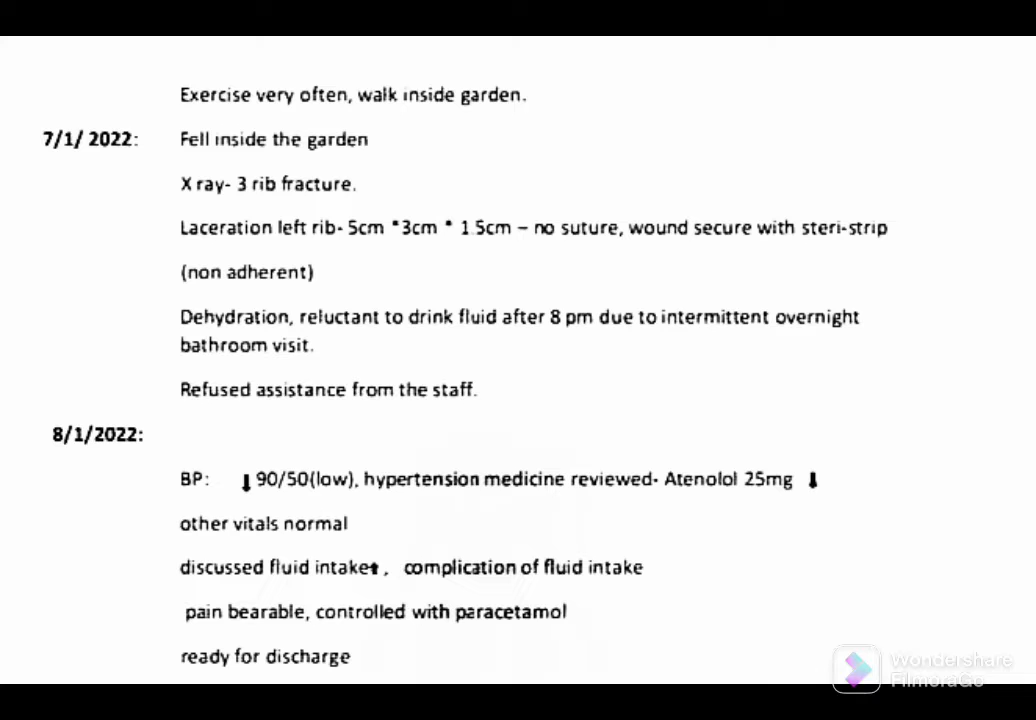 Exercise very often, walk inside garden.
7/1/ 2022: Fell inside the garden
X ray- 3 rib fracture.
Laceration left rib- 5cm *3cm * 1.5cm – no suture, wound secure with steri-strip
(non adherent)
Dehydration, reluctant to drink fluid after 8 pm due to intermittent overnight
bathroom visit.
Refused assistance from the staff.
8/1/2022:
BP: ⬇90/50(low), hypertension medicine reviewed- Atenolol 25mg ⬇
other vitals normal
discussed fluid intake⬆, complication of fluid intake
pain bearable, controlled with paracetamol
ready for discharge
Wondershare
FilmoraGo